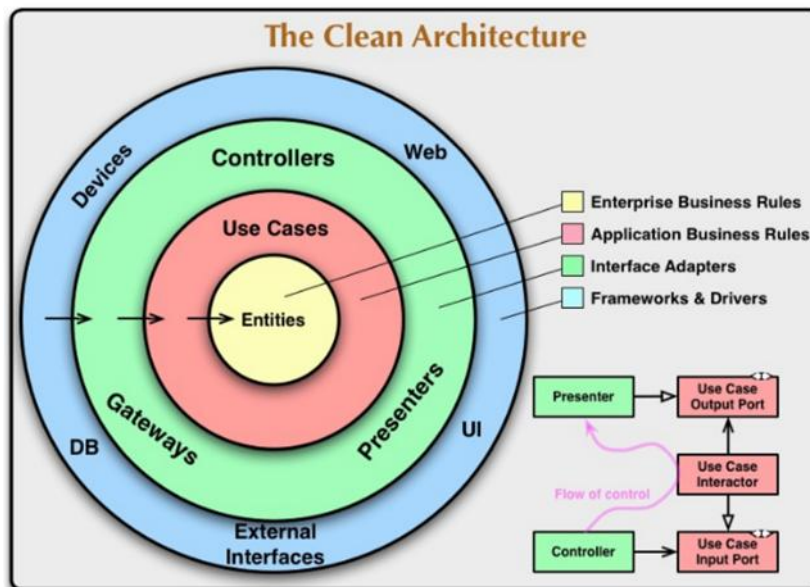 The Clean Architecture
Devices
Web
Controllers
Use Cases
Entities
Gateways
Presenters
DB
UI
External
Interfaces
Enterprise Business Rules
Application Business Rules
Interface Adapters
Frameworks & Drivers
Presenter
Use Case
Output Port
<I>
Flow of control
Use Case
Interactor
Controller
Use Case
Input Port
<I>